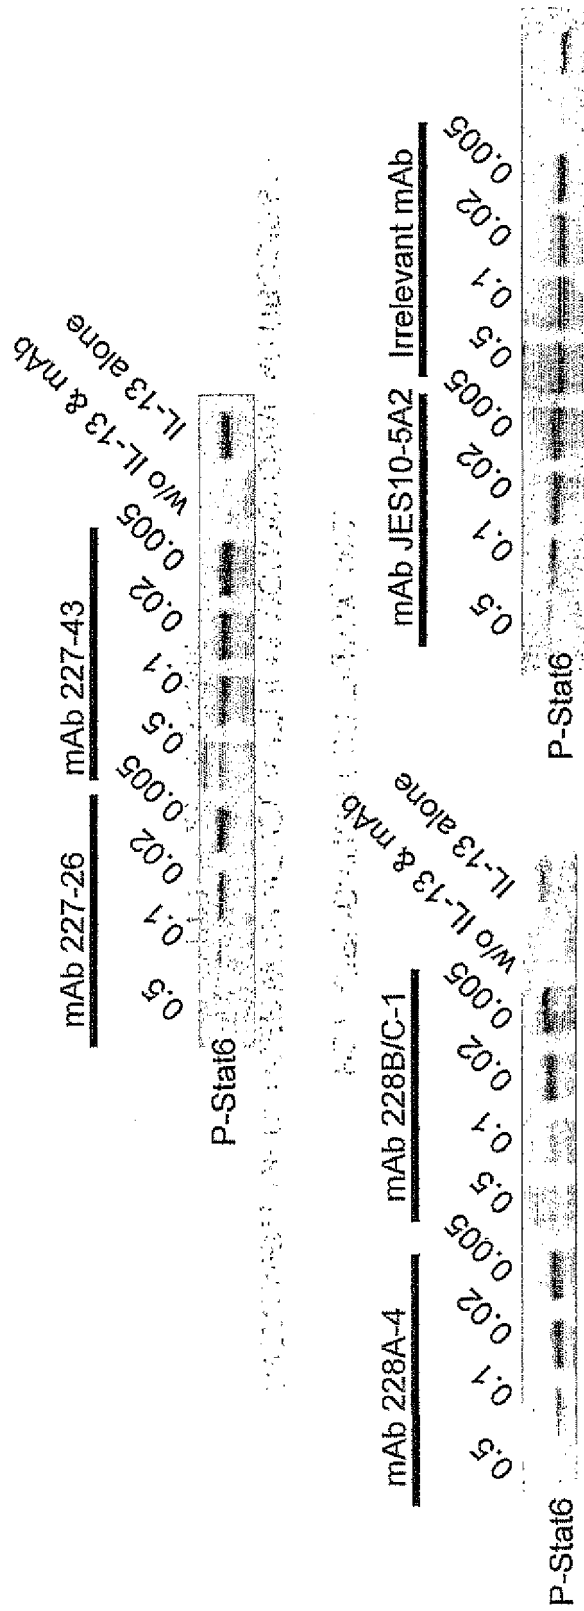 mAb 227-26 mAb 227-43
0.5 0.1 0.02 0.005 0.5 0.1 0.02 0.005 w/o IL-13 & mAb IL-13 alone
P-Stat6
mAb 228A-4 mAb 228B/C-1
0.5 0.1 0.02 0.005 0.5 0.1 0.02 0.005 w/o IL-13 & mAb IL-13 alone
P-Stat6
mAb JES10-5A2 Irrelevant mAb
0.5 0.1 0.02 0.005 0.5 0.1 0.02 0.005
P-Stat6